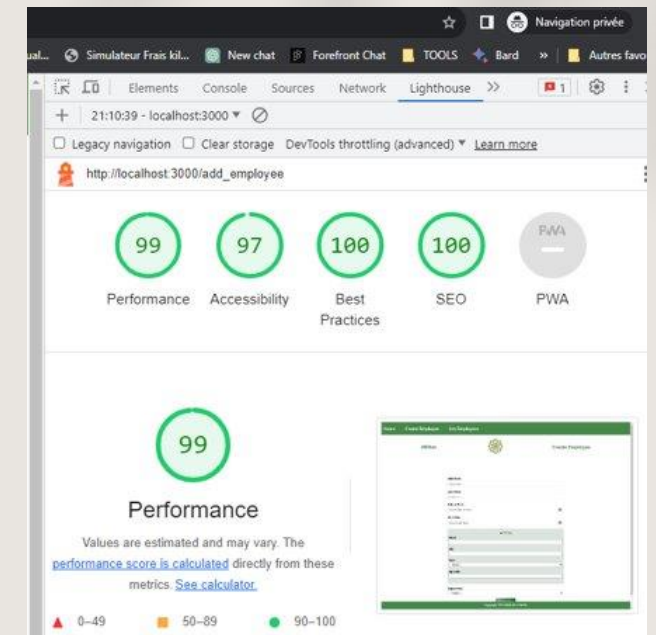 Navigation privée
ual... Simulateur Frais kil... New chat Forefront Chat TOOLS Bard » Autres favo
Elements Console Sources Network Lighthouse >> 1
+ 21:10:39 - localhost:3000
Legacy navigation Clear storage DevTools throttling (advanced) Learn more
http://localhost:3000/add_employee
99 97 100 100 PWA
Performance Accessibility Best Practices SEO PWA
99
Performance
Values are estimated and may vary. The
performance score is calculated directly from these
metrics. See calculator.
0–49 50–89 90–100